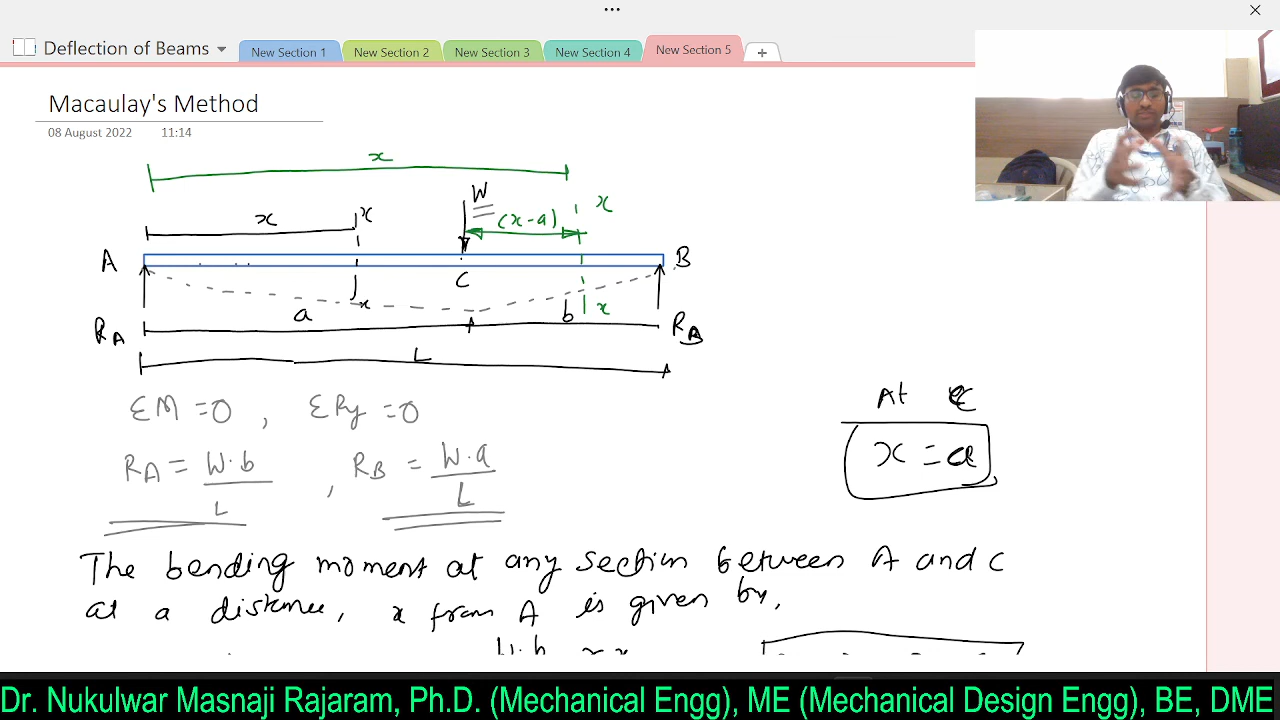 ...
Deflection of Beams
New Section 1
New Section 2
New Section 3
New Section 4
New Section 5
+
Macaulay's Method
08 August 2022 11:14
x
W
x x (x-a) x
A B
C
x
a b x
RA RB
L
ΣM =0 , ΣRy =0
At C
RA = W·b/L , RB = W·a/L
x = a
The bending moment at any section between A and C
at a distance, x from A is given by,
W·b x x
Dr. Nukulwar Masnaji Rajaram, Ph.D. (Mechanical Engg), ME (Mechanical Design Engg), BE, DME